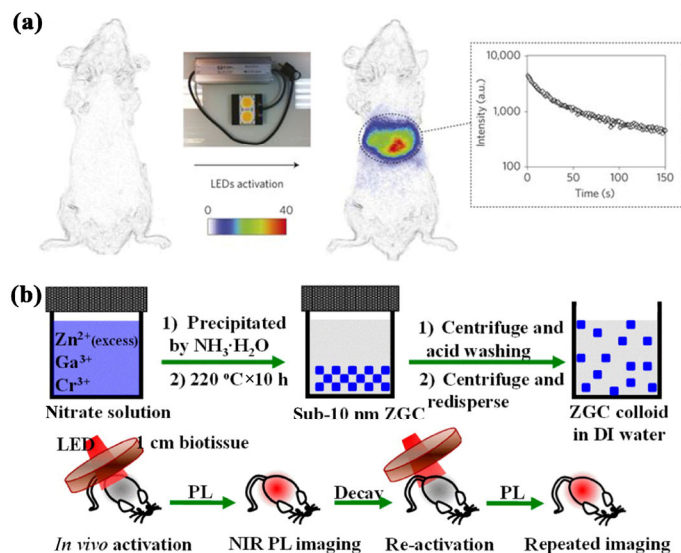 (a)
LEDs activation
0 40
Intensity (a.u.)
10,000
1,000
100
0 50 100 150
Time (s)
(b)
Zn²⁺(excess)
Ga³⁺
Cr³⁺
Nitrate solution
1) Precipitated
by NH₃·H₂O
2) 220 °C×10 h
Sub-10 nm ZGC
1) Centrifuge and
acid washing
2) Centrifuge and
redisperse
ZGC colloid
in DI water
LED 1 cm biotissue
PL
Decay
PL
In vivo activation
NIR PL imaging
Re-activation
Repeated imaging